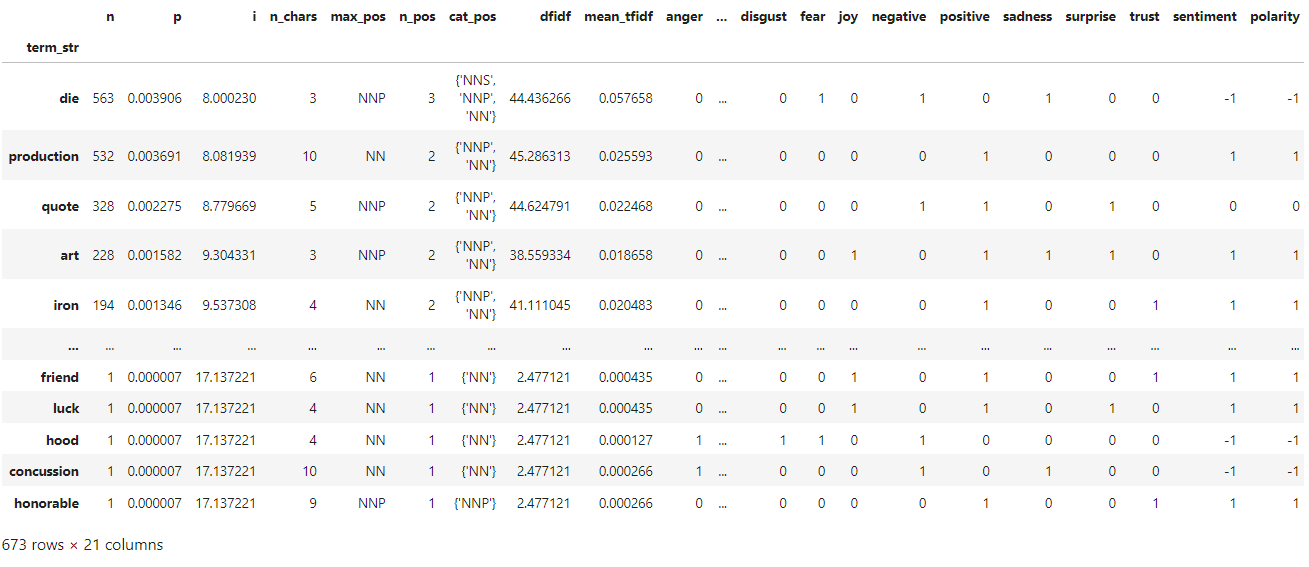 n p i n_chars max_pos n_pos cat_pos dfidf mean_tfidf anger ... disgust fear joy negative positive sadness surprise trust sentiment polarity
term_str
die 563 0.003906 8.000230 3 NNP 3 {'NNS', 'NNP', 'NN'} 44.436266 0.057658 0 ... 0 1 0 1 0 1 0 0 -1 -1
production 532 0.003691 8.081939 10 NN 2 {'NNP', 'NN'} 45.286313 0.025593 0 ... 0 0 0 0 1 0 0 0 1 1
quote 328 0.002275 8.779669 5 NNP 2 {'NNP', 'NN'} 44.624791 0.022468 0 ... 0 0 0 1 1 0 1 0 0 0
art 228 0.001582 9.304331 3 NNP 2 {'NNP', 'NN'} 38.559334 0.018658 0 ... 0 0 1 0 1 1 1 0 1 1
iron 194 0.001346 9.537308 4 NN 2 {'NNP', 'NN'} 41.111045 0.020483 0 ... 0 0 0 0 1 0 0 1 1 1
... ... ... ... ... ... ... ... ... ... ... ... ... ... ... ... ... ... ... ... ... ... ...
friend 1 0.000007 17.137221 6 NN 1 {'NN'} 2.477121 0.000435 0 ... 0 0 1 0 1 0 0 1 1 1
luck 1 0.000007 17.137221 4 NN 1 {'NN'} 2.477121 0.000435 0 ... 0 0 1 0 1 0 1 0 1 1
hood 1 0.000007 17.137221 4 NN 1 {'NN'} 2.477121 0.000127 1 ... 1 1 0 1 0 0 0 0 -1 -1
concussion 1 0.000007 17.137221 10 NN 1 {'NN'} 2.477121 0.000266 1 ... 0 0 0 1 0 1 0 0 -1 -1
honorable 1 0.000007 17.137221 9 NNP 1 {'NNP'} 2.477121 0.000266 0 ... 0 0 0 0 1 0 0 1 1 1
673 rows × 21 columns